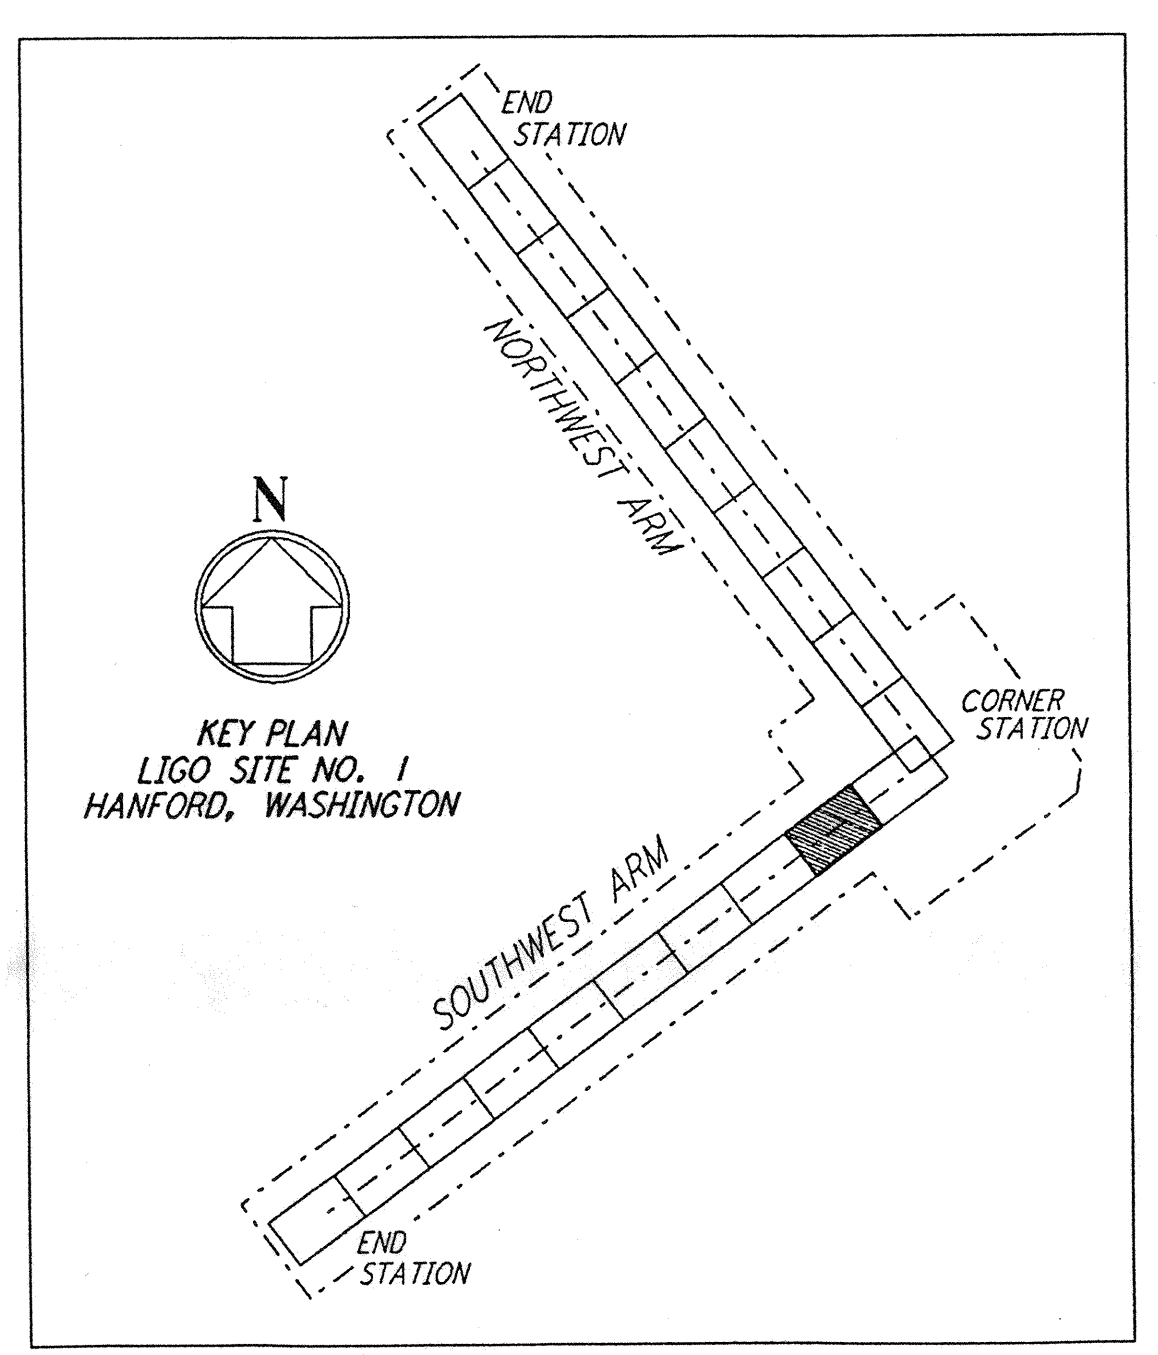 END
STATION
NORTHWEST ARM
N
CORNER
STATION
KEY PLAN
LIGO SITE NO. 1
HANFORD, WASHINGTON
SOUTHWEST ARM
END
STATION